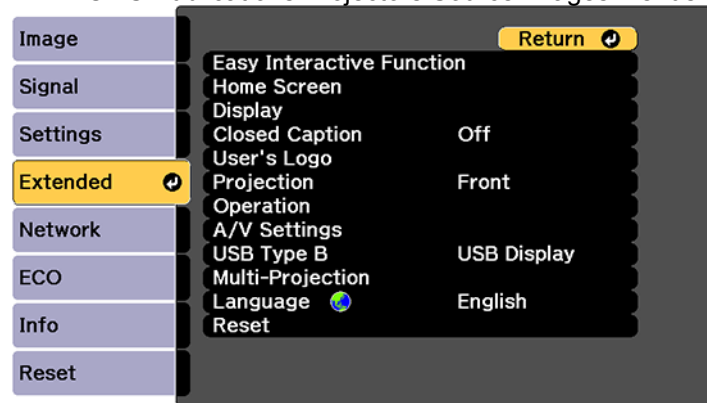 Return
Image
Signal
Settings
Extended
Network
ECO
Info
Reset
Easy Interactive Function
Home Screen
Display
Closed Caption Off
User's Logo
Projection Front
Operation
A/V Settings
USB Type B USB Display
Multi-Projection
Language English
Reset